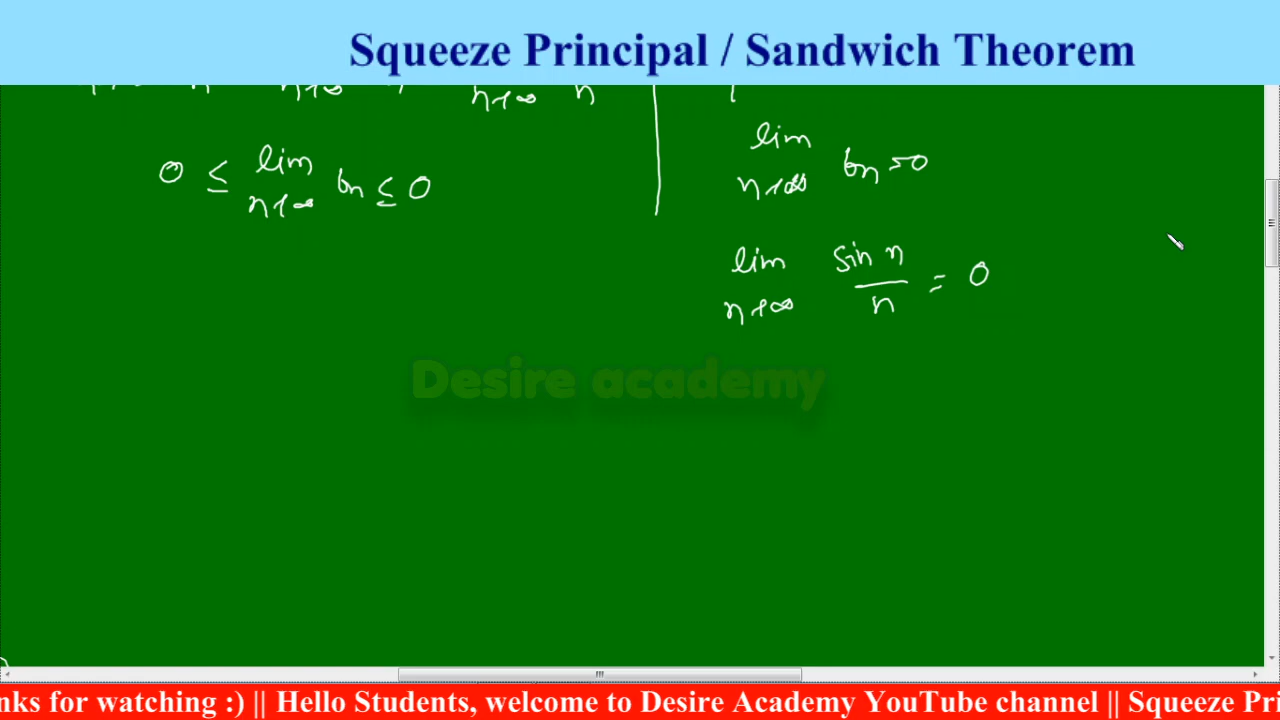 Squeeze Principal / Sandwich Theorem
n→∞ n
0 ≤ lim bn ≤ 0
n→∞
lim bn = 0
n→∞
lim sin n / n = 0
n→∞
Desire academy
nks for watching :) || Hello Students, welcome to Desire Academy YouTube channel || Squeeze Pri